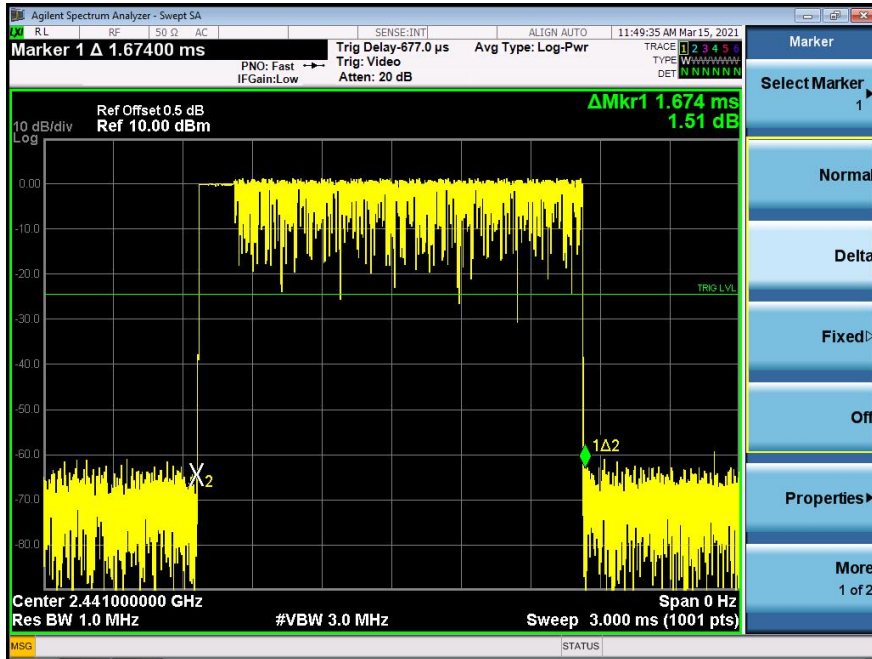 Agilent Spectrum Analyzer - Swept SA
LXI RL RF 50 Ω AC SENSE:INT ALIGN AUTO 11:49:35 AM Mar 15, 2021
Marker 1 Δ 1.67400 ms
PNO: Fast
IFGain:Low
Trig Delay-677.0 µs
Trig: Video
Atten: 20 dB
Avg Type: Log-Pwr
TRACE 1 2 3 4 5 6
TYPE WWWWWW
DET N N N N N N
Marker
Select Marker
1
Normal
Delta
Fixed
Off
Properties
More
1 of 2
ΔMkr1 1.674 ms
1.51 dB
Ref Offset 0.5 dB
10 dB/div Ref 10.00 dBm
Log
0.00
-10.0
-20.0
TRIG LVL
-30.0
-40.0
-50.0
-60.0
1Δ2
2
-70.0
-80.0
Center 2.441000000 GHz Span 0 Hz
Res BW 1.0 MHz #VBW 3.0 MHz Sweep 3.000 ms (1001 pts)
MSG STATUS